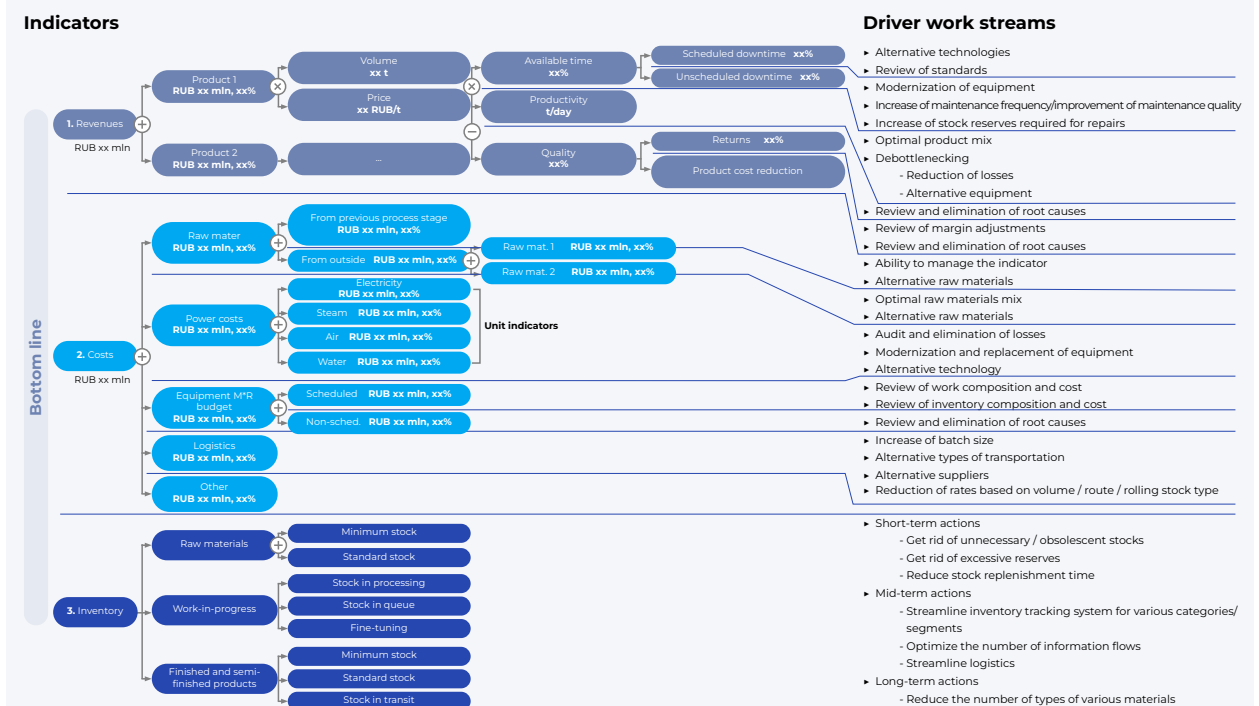 Indicators
Driver work streams
Bottom line
1. Revenues
RUB xx mln
Product 1
RUB xx mln, xx%
Product 2
RUB xx mln, xx%
Volume
xx t
Price
xx RUB/t
...
Available time
xx%
Productivity
t/day
Quality
xx%
Scheduled downtime xx%
Unscheduled downtime xx%
Returns xx%
Product cost reduction
2. Costs
RUB xx mln
Raw mater
RUB xx mln, xx%
From previous process stage
RUB xx mln, xx%
From outside RUB xx mln, xx%
Raw mat. 1 RUB xx mln, xx%
Raw mat. 2 RUB xx mln, xx%
Power costs
RUB xx mln, xx%
Electricity
RUB xx mln, xx%
Steam RUB xx mln, xx%
Air RUB xx mln, xx%
Water RUB xx mln, xx%
Unit indicators
Equipment M*R
budget
RUB xx mln, xx%
Scheduled RUB xx mln, xx%
Non-sched. RUB xx mln, xx%
Logistics
RUB xx mln, xx%
Other
RUB xx mln, xx%
3. Inventory
Raw materials
Minimum stock
Standard stock
Work-in-progress
Stock in processing
Stock in queue
Fine-tuning
Finished and semi-
finished products
Minimum stock
Standard stock
Stock in transit
Alternative technologies
Review of standards
Modernization of equipment
Increase of maintenance frequency/improvement of maintenance quality
Increase of stock reserves required for repairs
Optimal product mix
Debottlenecking
- Reduction of losses
- Alternative equipment
Review and elimination of root causes
Review of margin adjustments
Review and elimination of root causes
Ability to manage the indicator
Alternative raw materials
Optimal raw materials mix
Alternative raw materials
Audit and elimination of losses
Modernization and replacement of equipment
Alternative technology
Review of work composition and cost
Review of inventory composition and cost
Review and elimination of root causes
Increase of batch size
Alternative types of transportation
Alternative suppliers
Reduction of rates based on volume / route / rolling stock type
Short-term actions
- Get rid of unnecessary / obsolescent stocks
- Get rid of excessive reserves
- Reduce stock replenishment time
Mid-term actions
- Streamline inventory tracking system for various categories/
segments
- Optimize the number of information flows
- Streamline logistics
Long-term actions
- Reduce the number of types of various materials